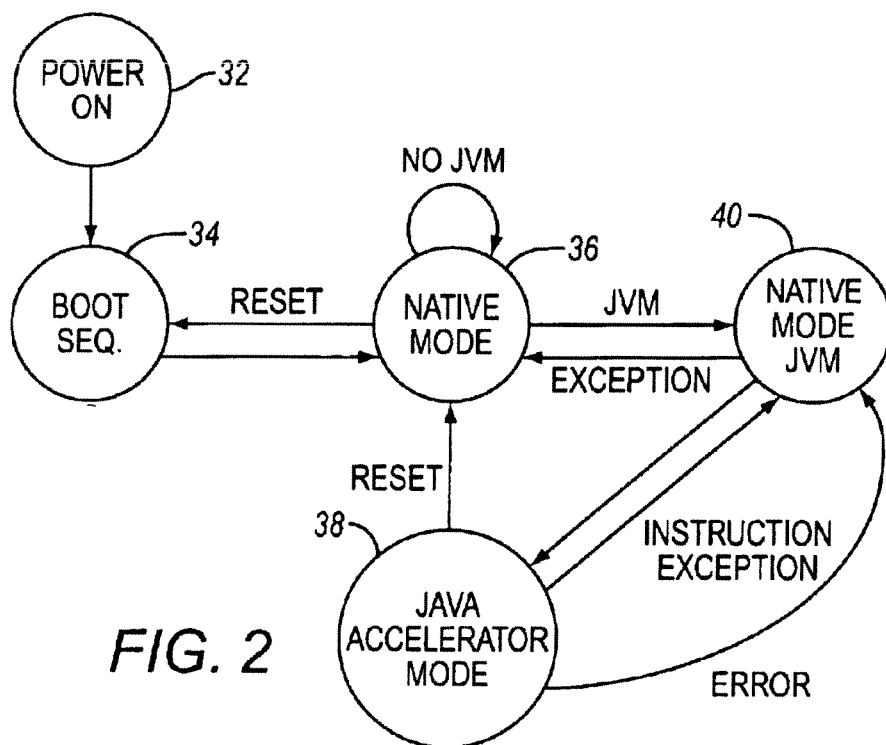 POWER
ON
32
NO JVM
34
36
40
BOOT
SEQ.
RESET
NATIVE
MODE
JVM
EXCEPTION
NATIVE
MODE
JVM
RESET
38
INSTRUCTION
EXCEPTION
JAVA
ACCELERATOR
MODE
ERROR
FIG. 2